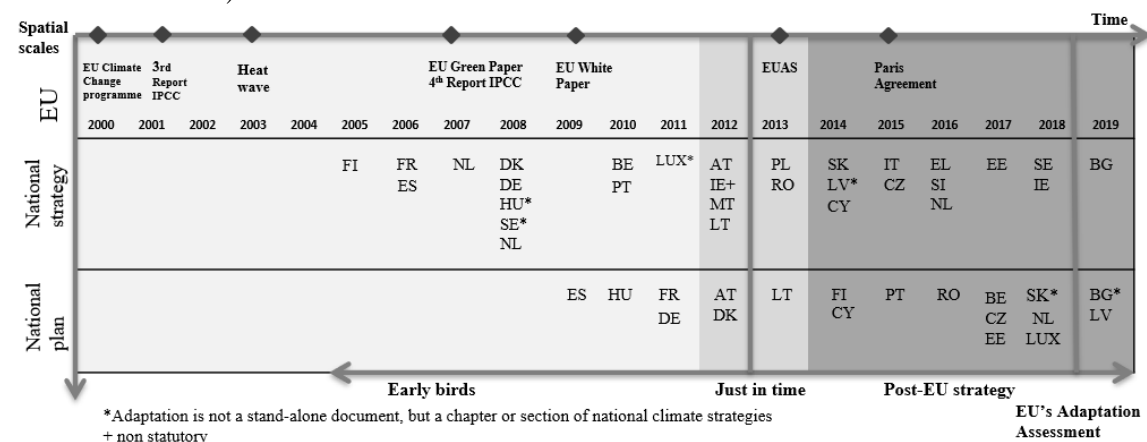 Time
Spatial
scales
EU Climate
Change
programme
3rd
Report
IPCC
Heat
wave
EU Green Paper
4th Report IPCC
EU White
Paper
EUAS
Paris
Agreement
EU
2000 2001 2002 2003 2004 2005 2006 2007 2008 2009 2010 2011 2012 2013 2014 2015 2016 2017 2018 2019
National
strategy
FI FR NL DK BE LUX* AT PL SK IT EL EE SE BG
ES DE PT IE+ RO LV* CZ SI IE
HU* MT CY NL
SE* LT
NL
National
plan
ES HU FR AT LT FI PT RO BE SK* BG*
DE DK CY CZ NL LV
EE LUX
Early birds Just in time Post-EU strategy
*Adaptation is not a stand-alone document, but a chapter or section of national climate strategies
+ non statutory
EU's Adaptation
Assessment